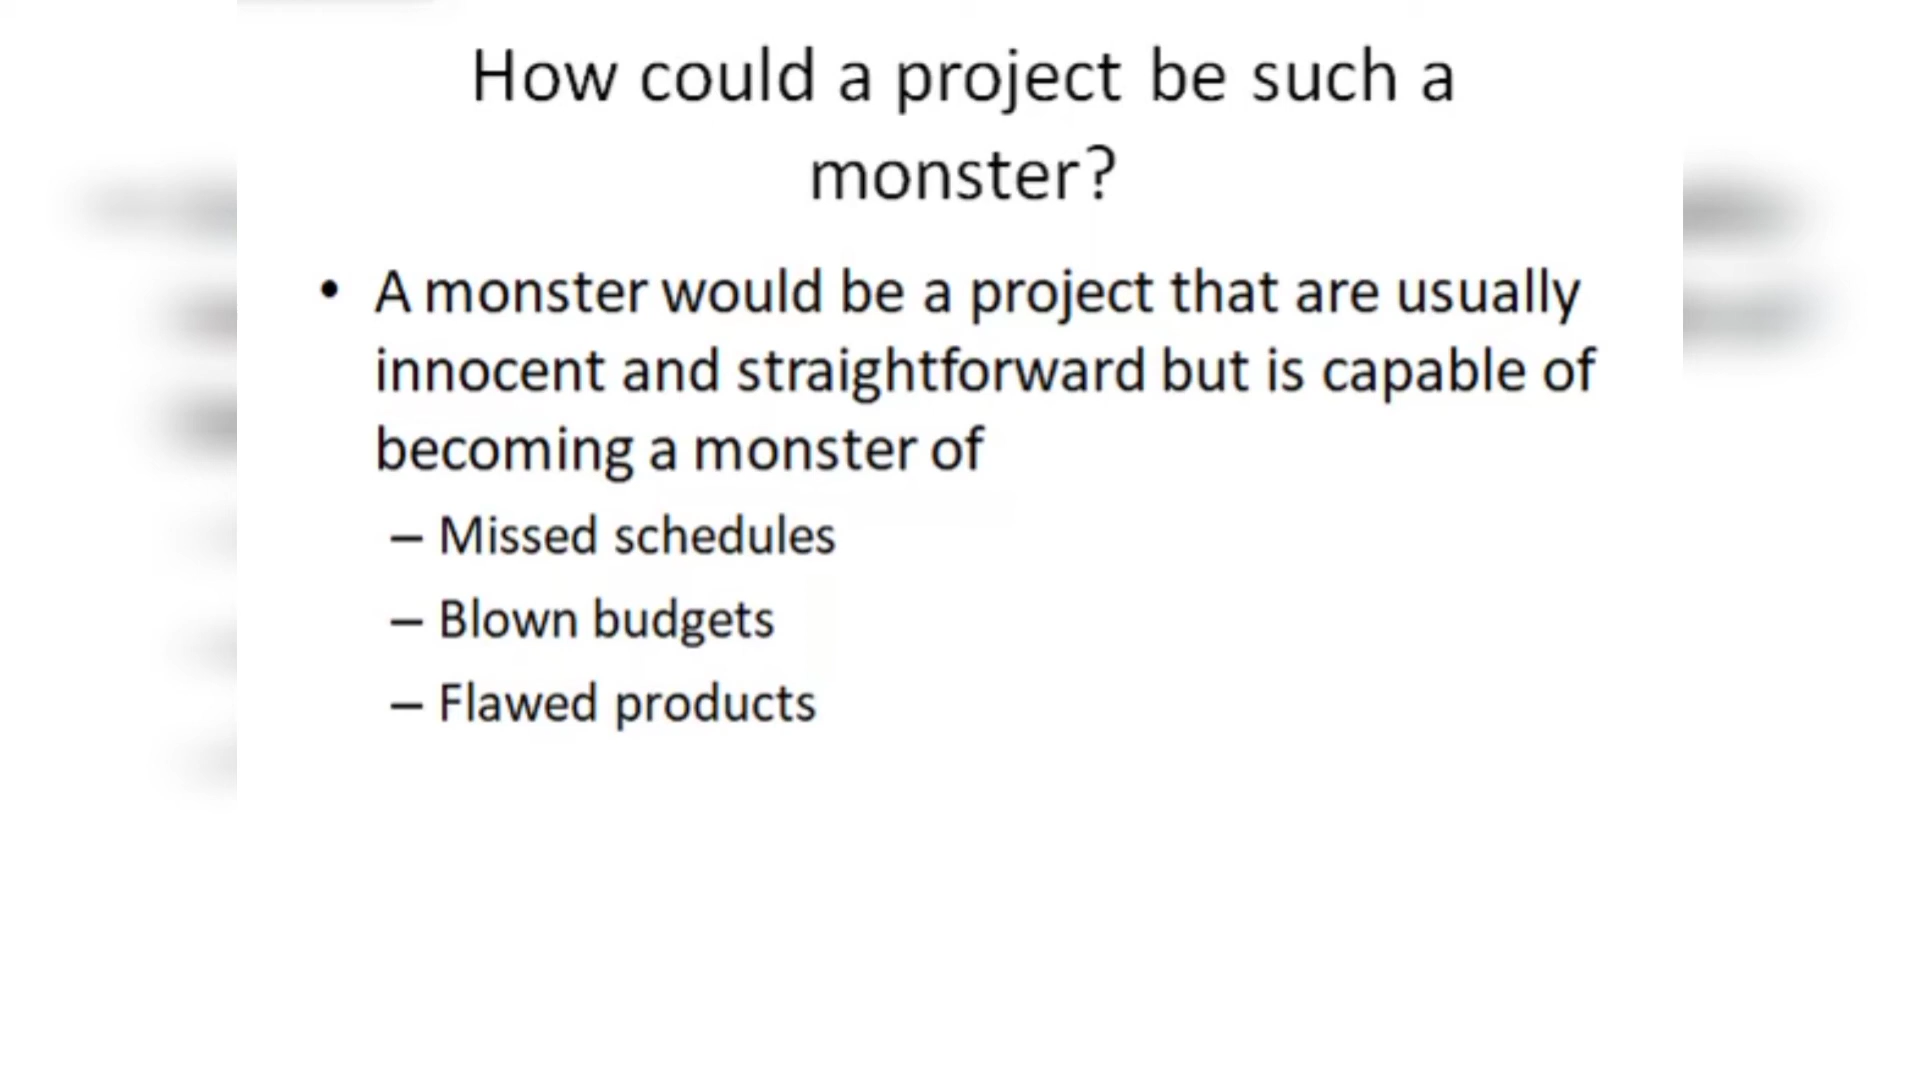 How could a project be such a
monster?
• A monster would be a project that are usually
innocent and straightforward but is capable of
becoming a monster of
– Missed schedules
– Blown budgets
– Flawed products